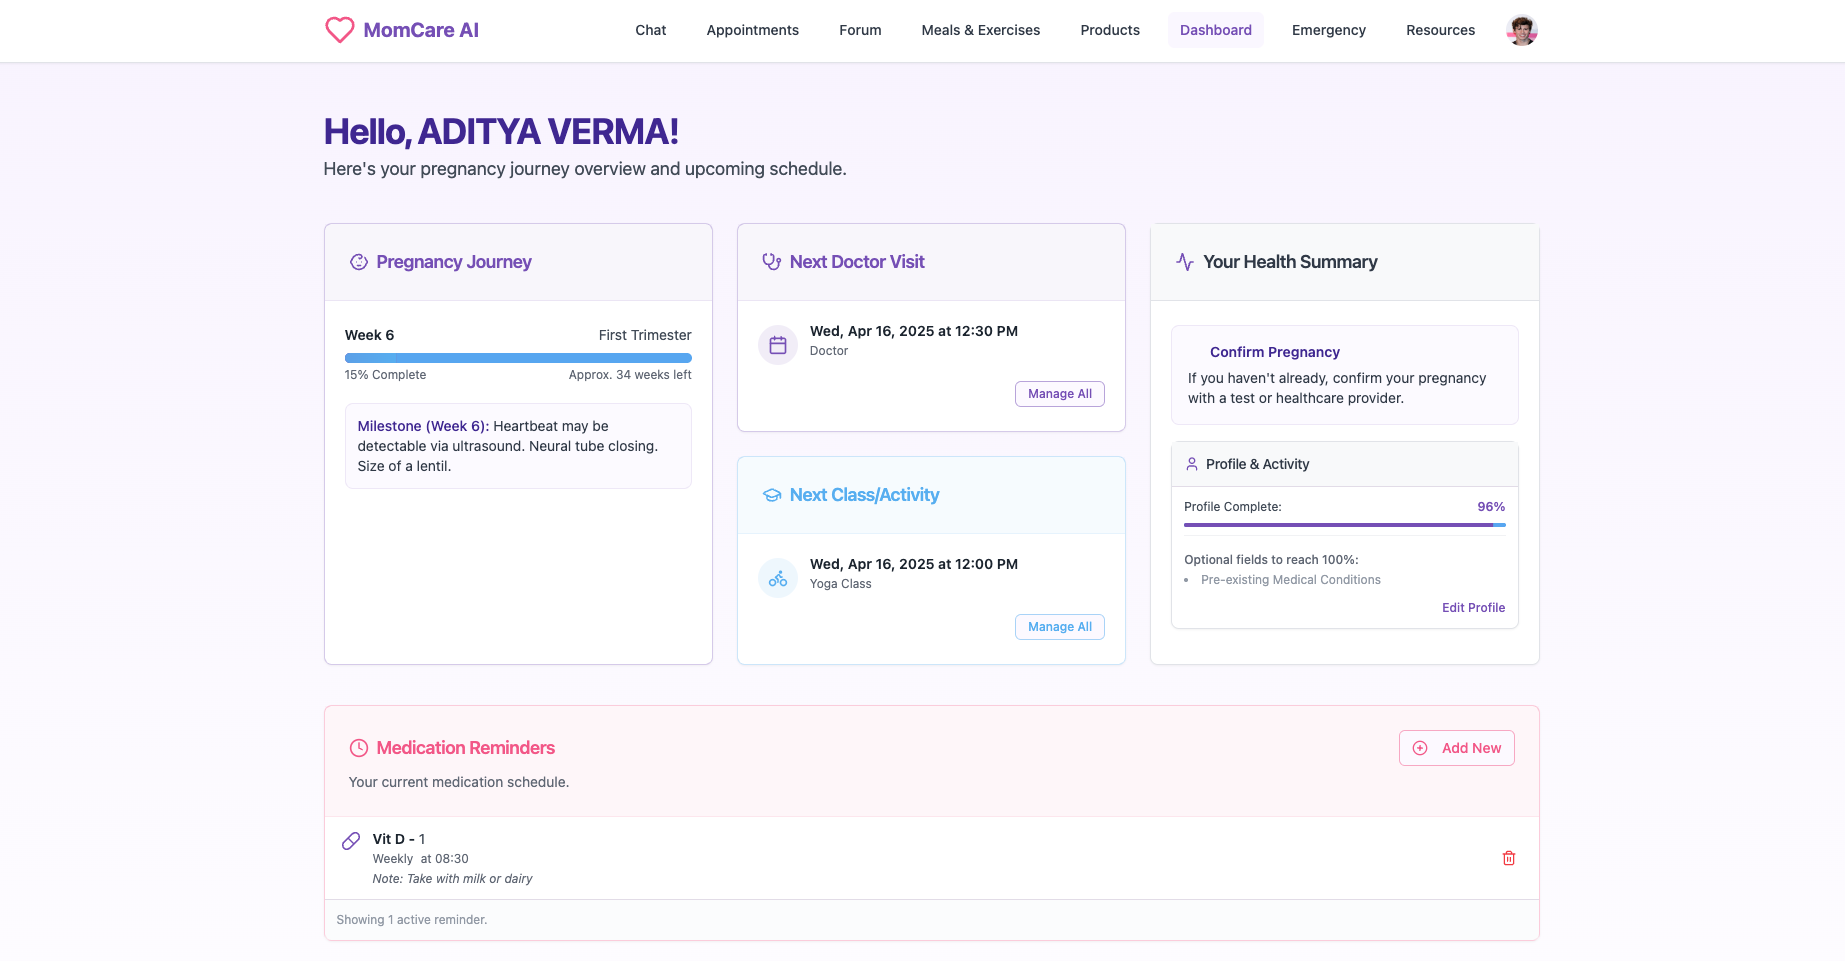 MomCare AI
Chat
Appointments
Forum
Meals & Exercises
Products
Dashboard
Emergency
Resources
Hello, ADITYA VERMA!
Here's your pregnancy journey overview and upcoming schedule.
Pregnancy Journey
Week 6
First Trimester
15% Complete
Approx. 34 weeks left
Milestone (Week 6): Heartbeat may be
detectable via ultrasound. Neural tube closing.
Size of a lentil.
Next Doctor Visit
Wed, Apr 16, 2025 at 12:30 PM
Doctor
Manage All
Next Class/Activity
Wed, Apr 16, 2025 at 12:00 PM
Yoga Class
Manage All
Your Health Summary
Confirm Pregnancy
If you haven't already, confirm your pregnancy
with a test or healthcare provider.
Profile & Activity
Profile Complete:
96%
Optional fields to reach 100%:
• Pre-existing Medical Conditions
Edit Profile
Medication Reminders
Add New
Your current medication schedule.
Vit D - 1
Weekly at 08:30
Note: Take with milk or dairy
Showing 1 active reminder.